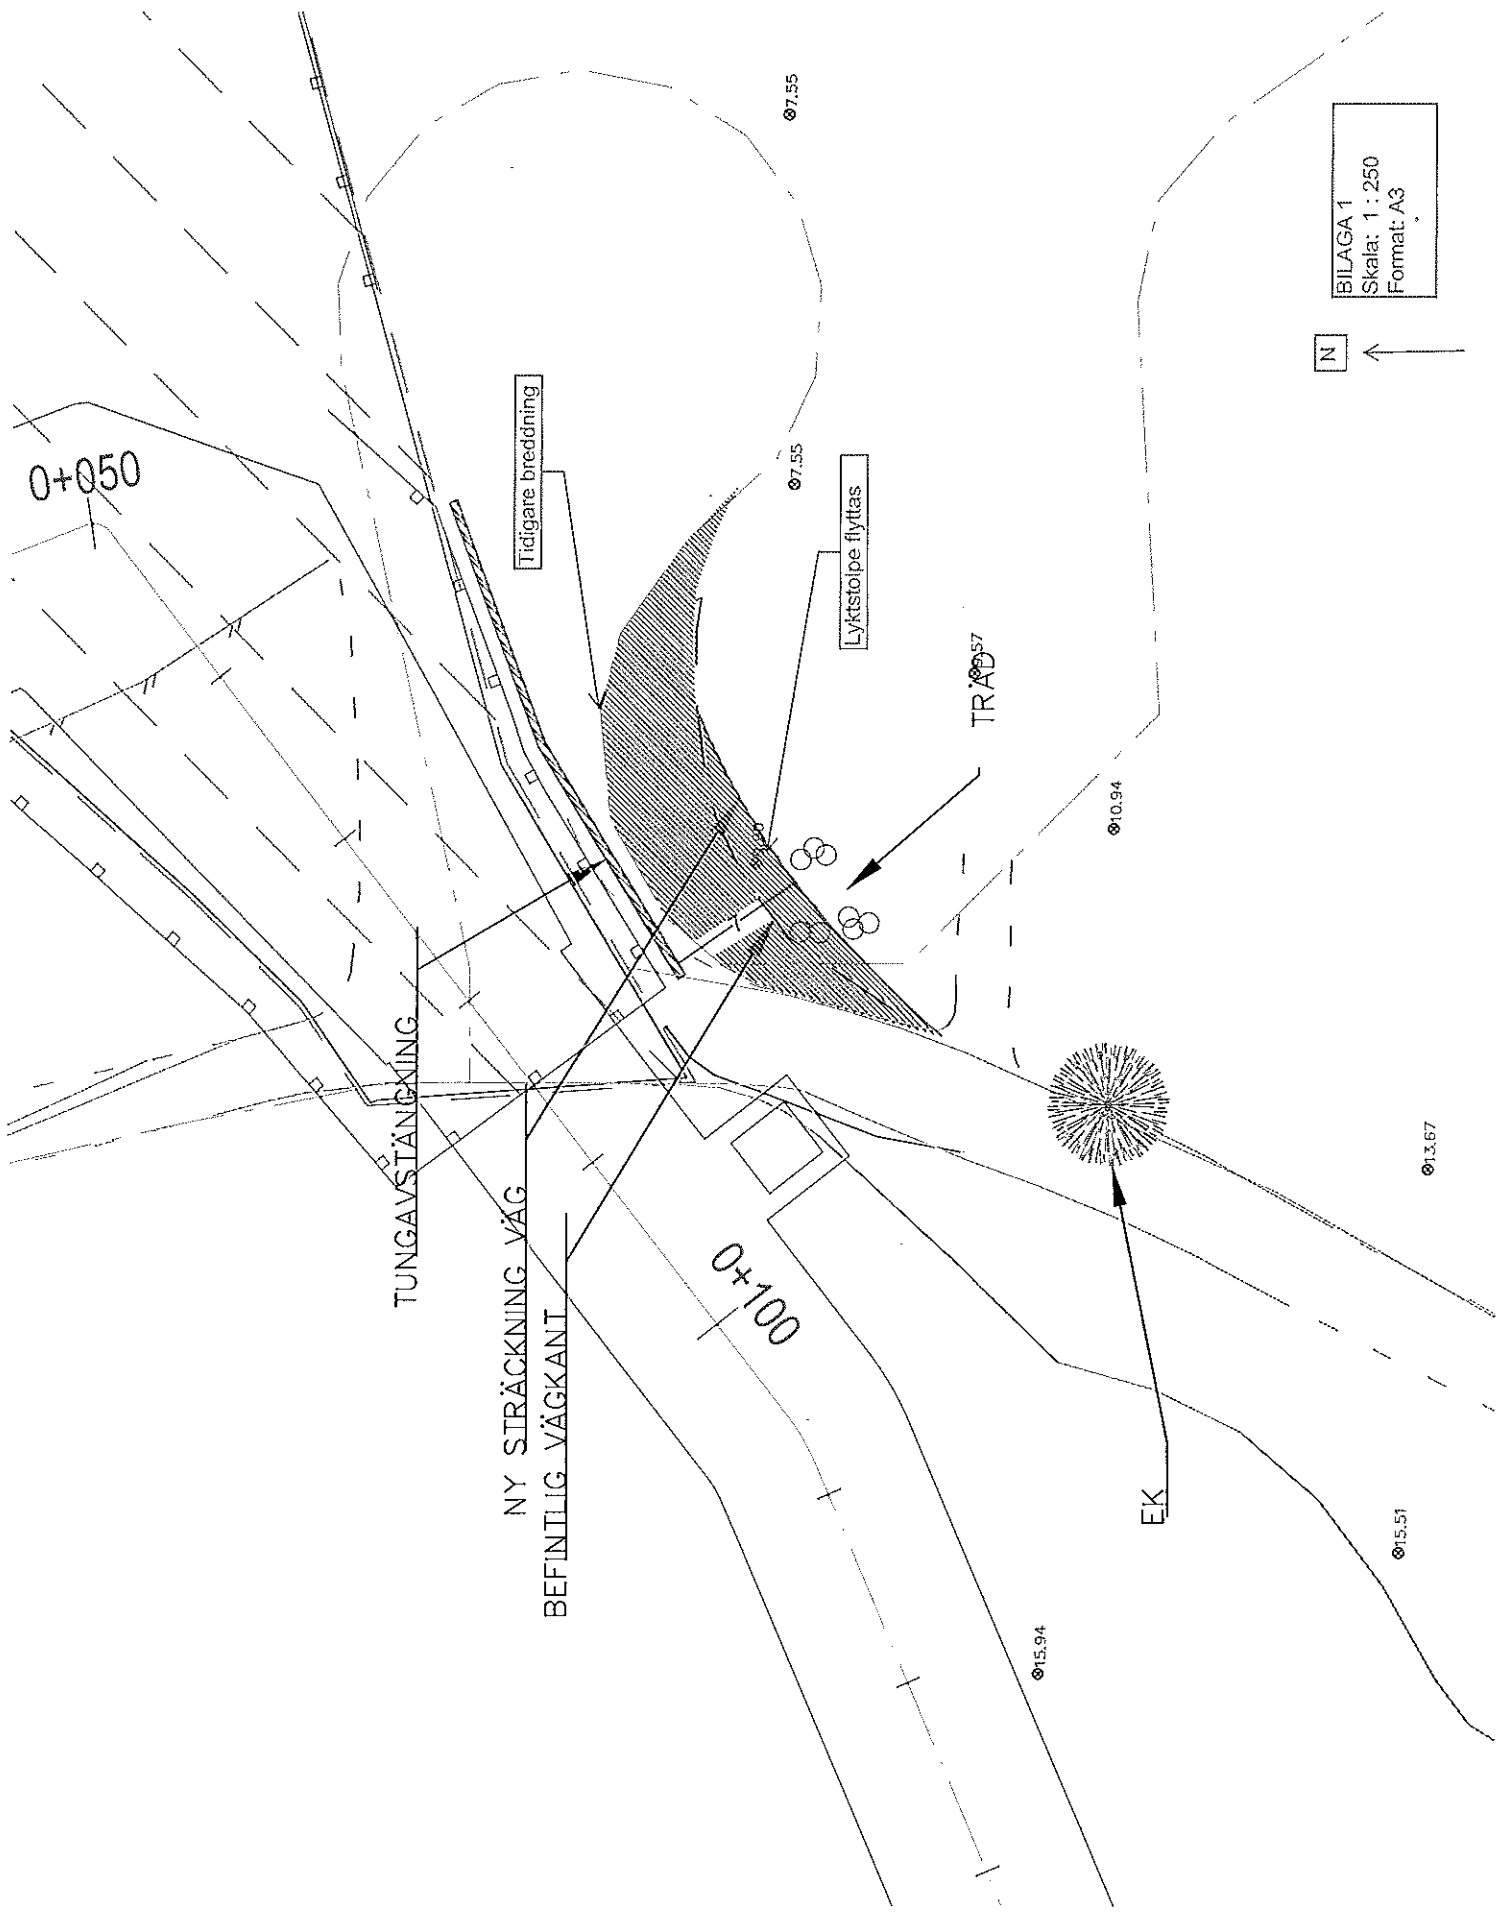 0+050
⊗7.55
Tidigare breddning
⊗7.55
Lyktstolpe flyttas
TRÄD
⊗10.94
TUNGAVSTÄNGNING
NY STRÄCKNING VÄG
BEFINTLIG VÄGKANT
0+100
EK
⊗13.67
⊗15.51
⊗15.94
N
BILAGA 1
Skala: 1 : 250
Format: A3